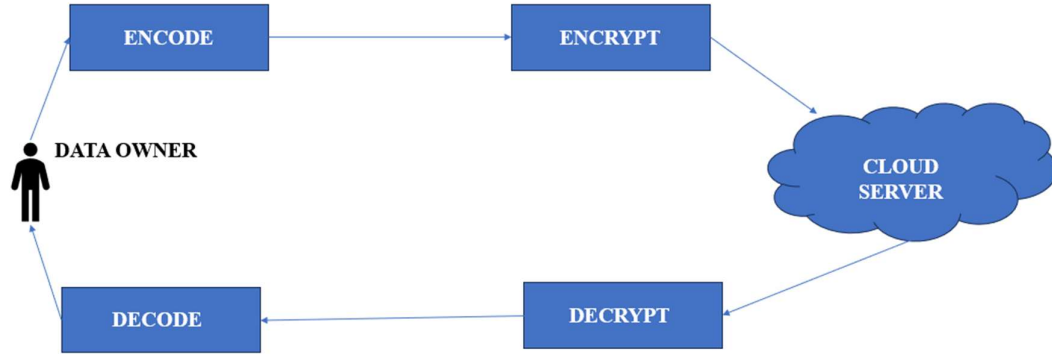 ENCODE
ENCRYPT
DATA OWNER
CLOUD
SERVER
DECODE
DECRYPT